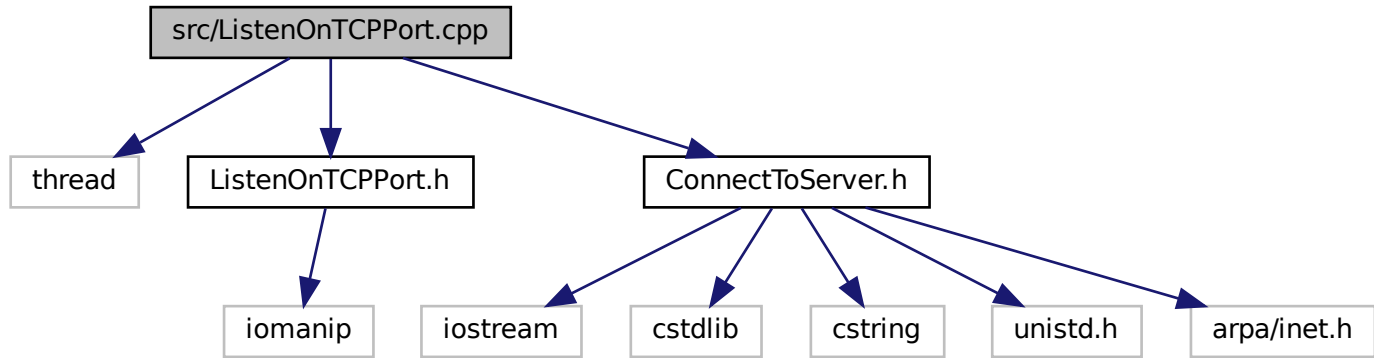 src/ListenOnTCPPort.cpp
thread
ListenOnTCPPort.h
ConnectToServer.h
iomanip
iostream
cstdlib
cstring
unistd.h
arpa/inet.h